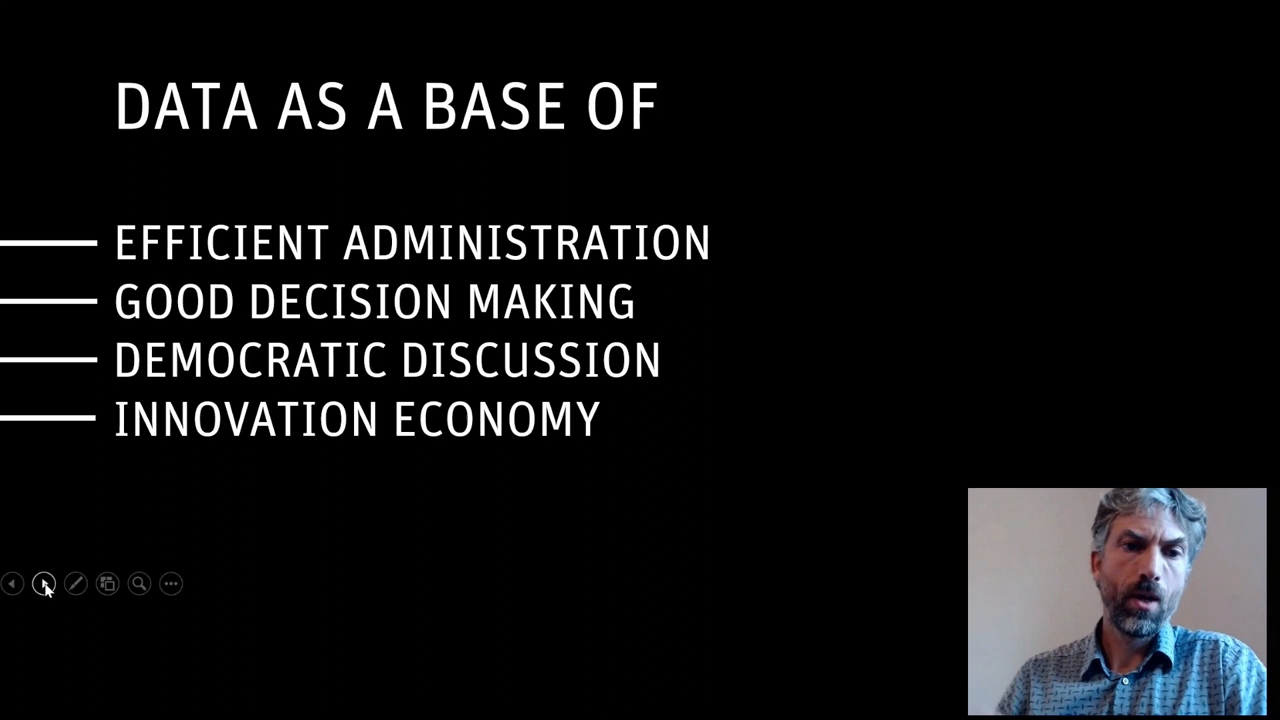 DATA AS A BASE OF
EFFICIENT ADMINISTRATION
GOOD DECISION MAKING
DEMOCRATIC DISCUSSION
INNOVATION ECONOMY